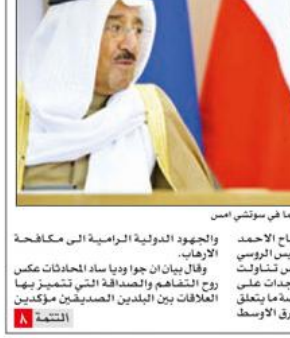 ما في سوتشي امس
اح الاحمد
يس الروسي
س تناولت
جدات على
صة ما يتعلق
رق الاوسط
والجهود الدولية الرامية الى مكافحة
الارهاب.
وقال بيان ان جوا وديا ساد المحادثات عكس
روح التفاهم والصداقة التي تتميز بها
العلاقات بين البلدين الصديقين مؤكدين
التتمة ٨